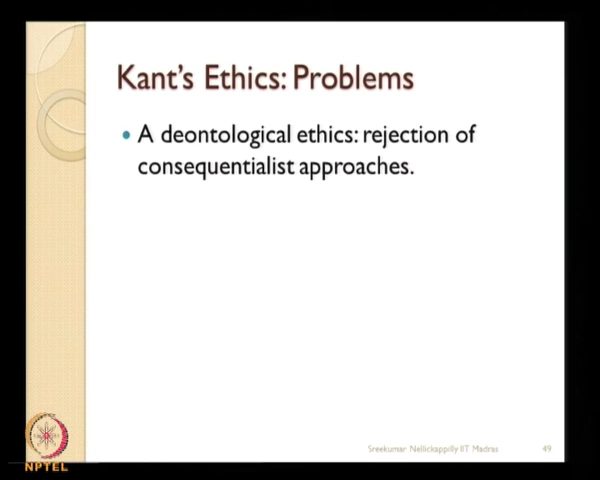 Kant's Ethics: Problems
• A deontological ethics: rejection of
consequentialist approaches.
Sreekumar Nellickappilly IIT Madras 49
NPTEL